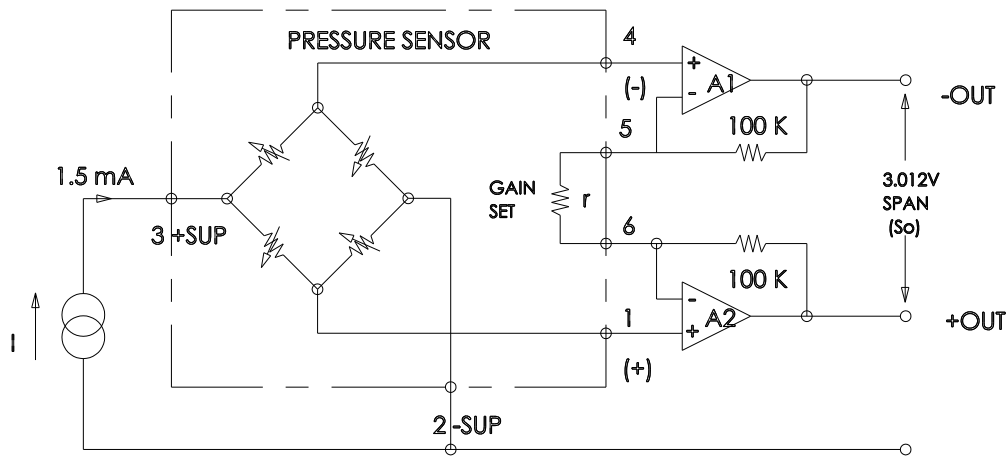 PRESSURE SENSOR
4
+
A1
(-)
-
-OUT
5
100 K
1.5 mA
GAIN
SET
r
3.012V
SPAN
(So)
3 +SUP
6
100 K
-
A2
1
+
+OUT
I
(+)
2 -SUP